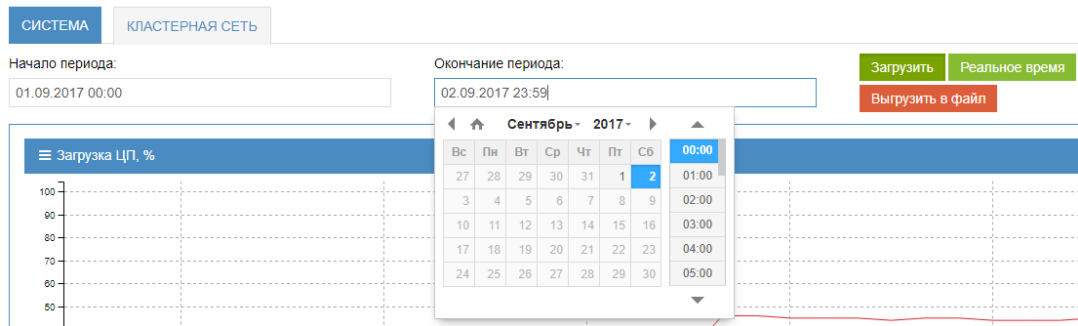 СИСТЕМА КЛАСТЕРНАЯ СЕТЬ
Начало периода: Окончание периода:
01.09.2017 00:00 02.09.2017 23:59
Загрузить Реальное время
Выгрузить в файл
Сентябрь 2017
Вс Пн Вт Ср Чт Пт Сб
27 28 29 30 31 1 2
3 4 5 6 7 8 9
10 11 12 13 14 15 16
17 18 19 20 21 22 23
24 25 26 27 28 29 30
00:00
01:00
02:00
03:00
04:00
05:00
Загрузка ЦП, %
100
90
80
70
60
50